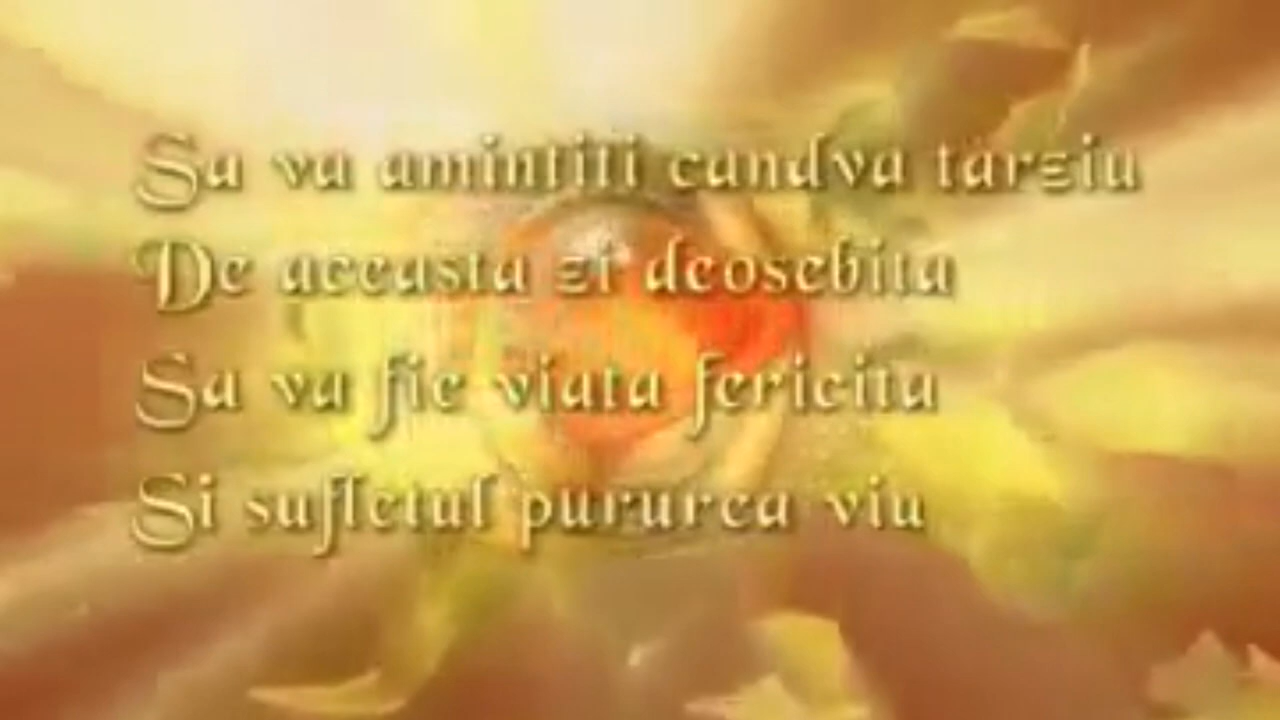 Sa va amintiti candva tarziu
De aceasta zi deosebita
Sa va fie viata fericita
Si sufletul pururea viu